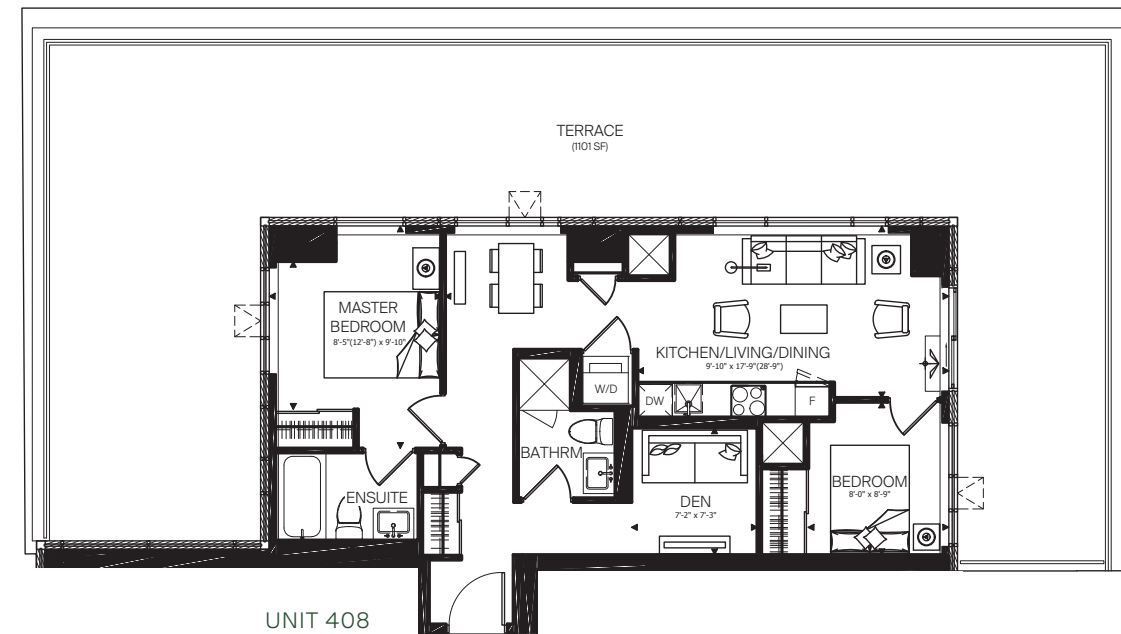 TERRACE
(1101 SF)
MASTER
BEDROOM
8'-5"(12'-8") x 9'-10"
KITCHEN/LIVING/DINING
9'-10" x 17'-9"(28'-9")
W/D
DW
F
BATHRM
ENSUITE
DEN
7'-2" x 7'-3"
BEDROOM
8'-0" x 8'-9"
UNIT 408